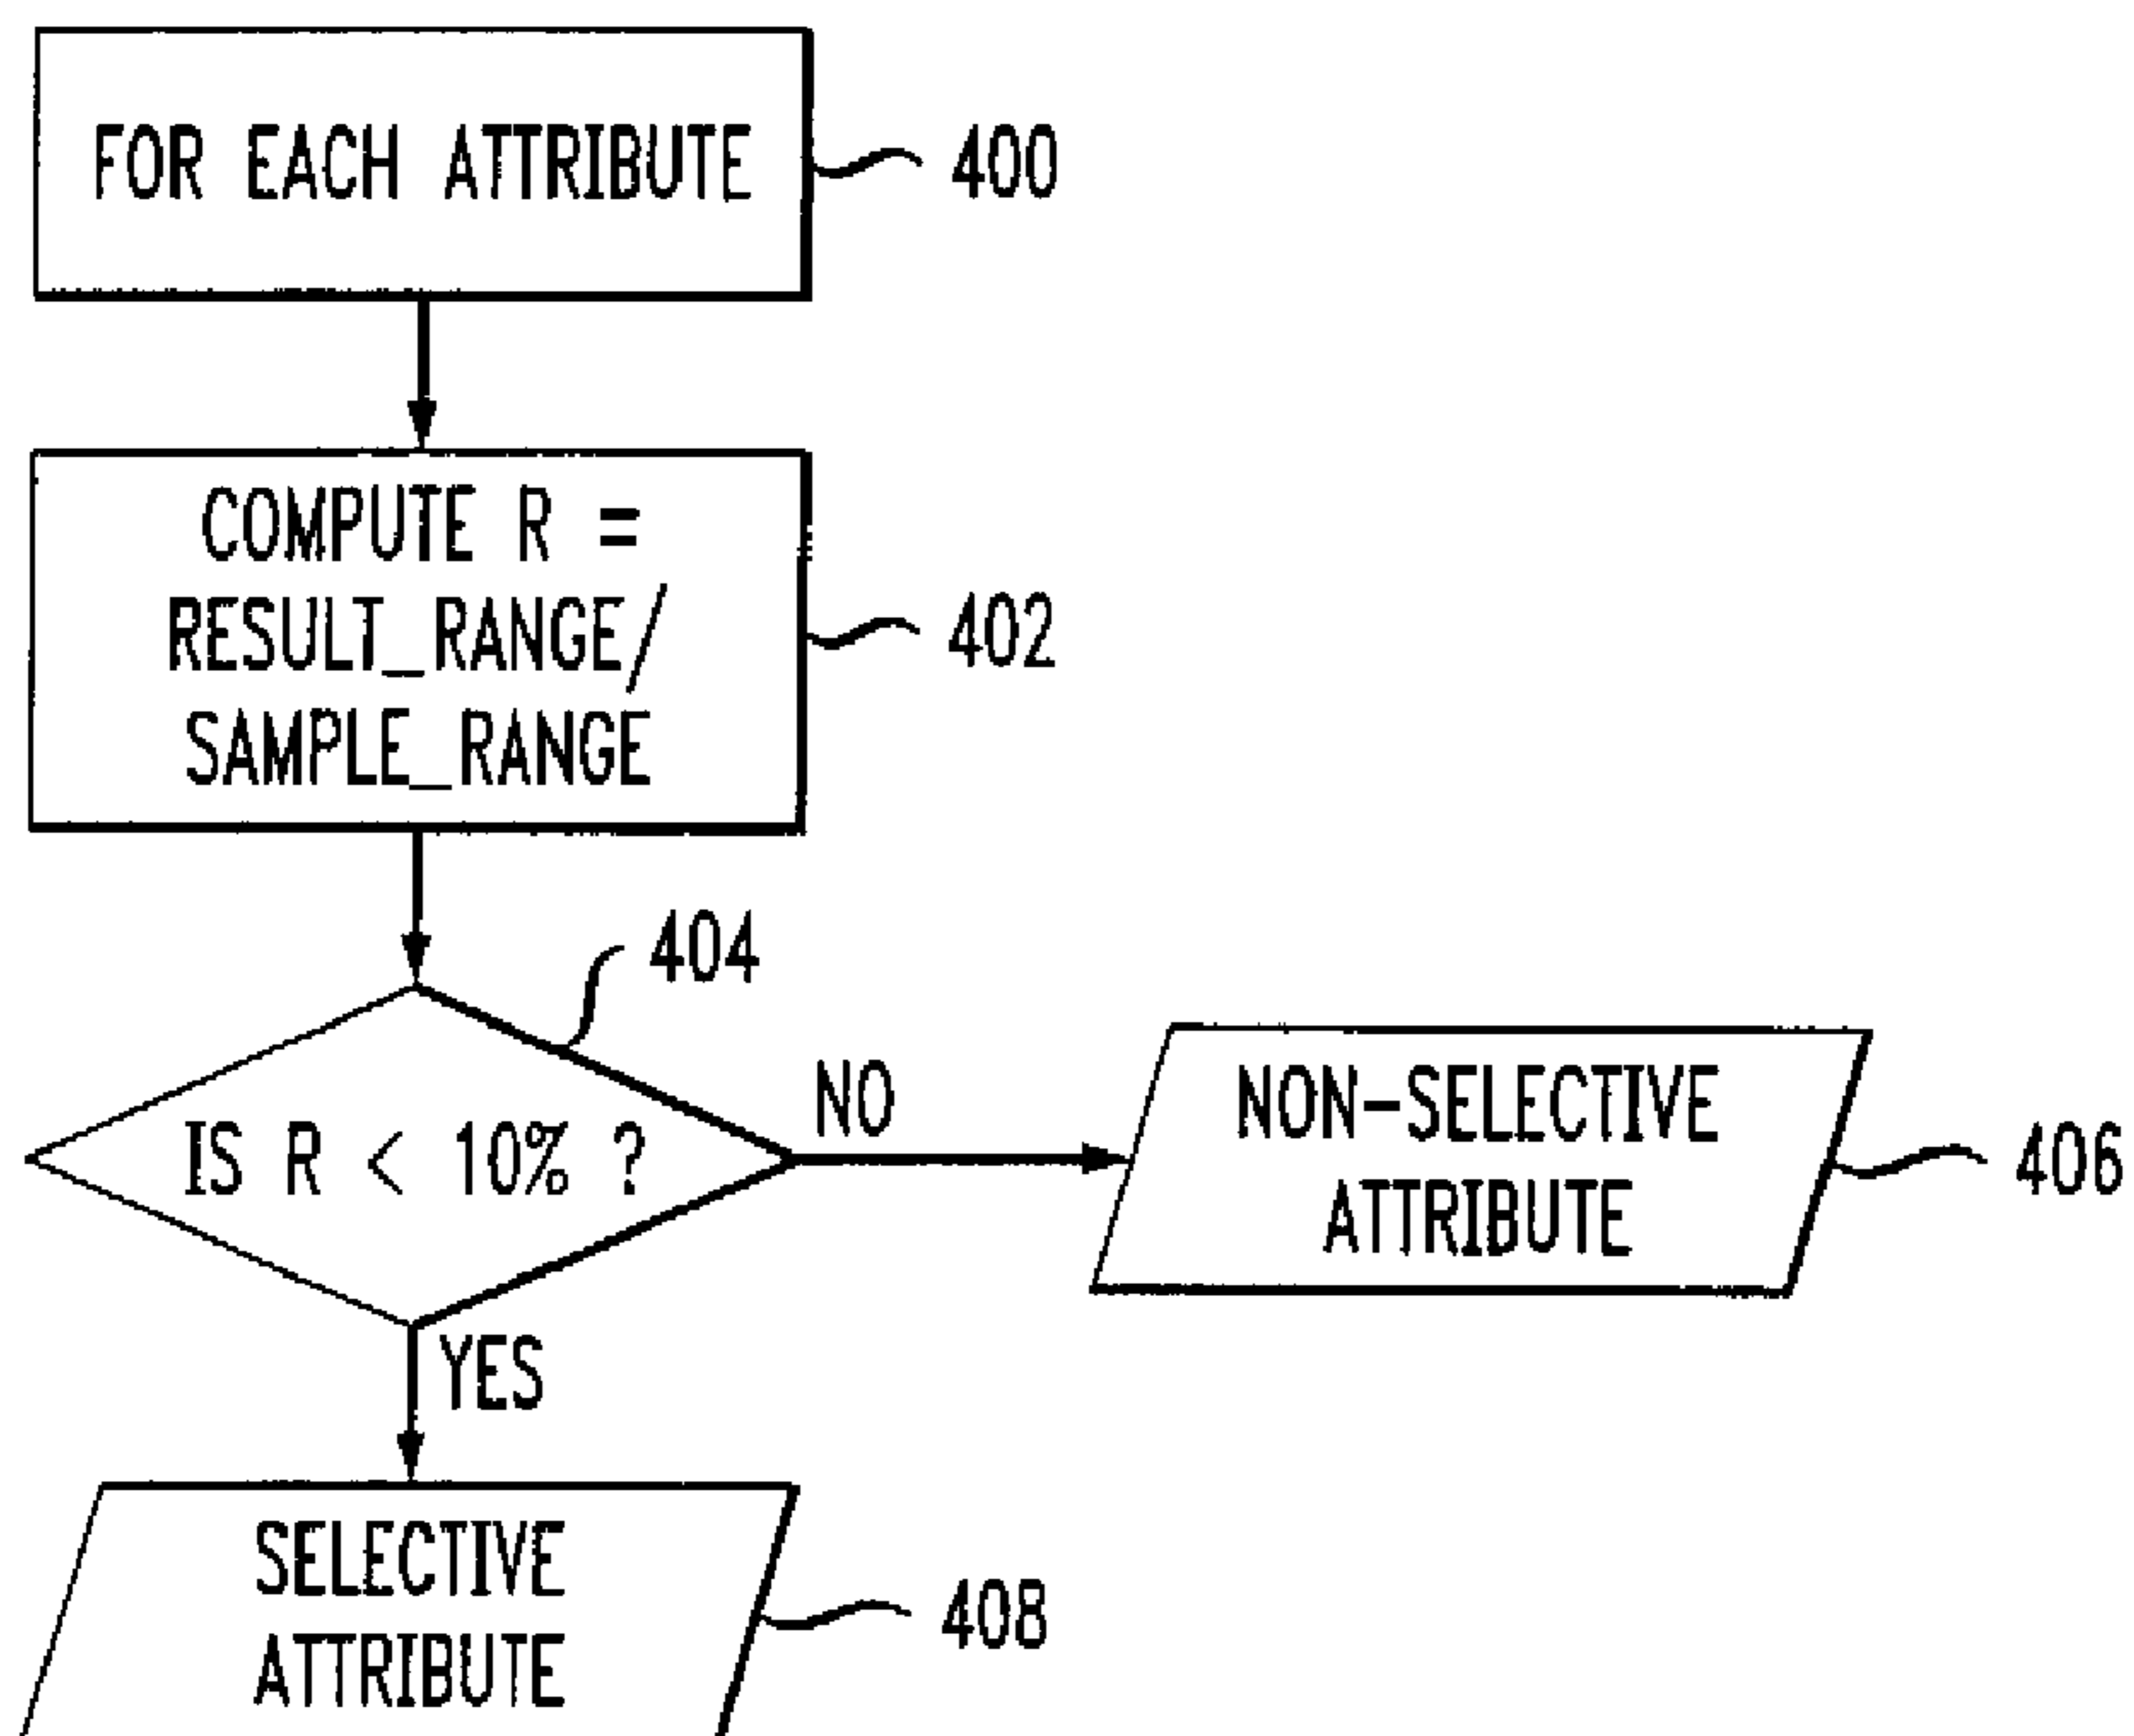 FOR EACH ATTRIBUTE
400
COMPUTE R =
RESULT_RANGE/
SAMPLE_RANGE
402
404
IS R < 10% ?
NO
NON-SELECTIVE
ATTRIBUTE
406
YES
SELECTIVE
ATTRIBUTE
408